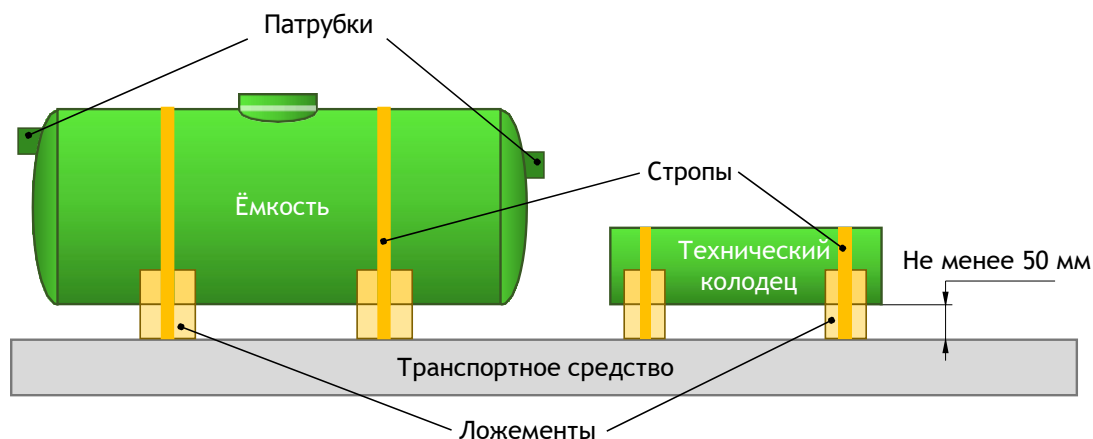 Патрубки
Стропы
Ёмкость
Технический
колодец
Не менее 50 мм
Транспортное средство
Ложементы